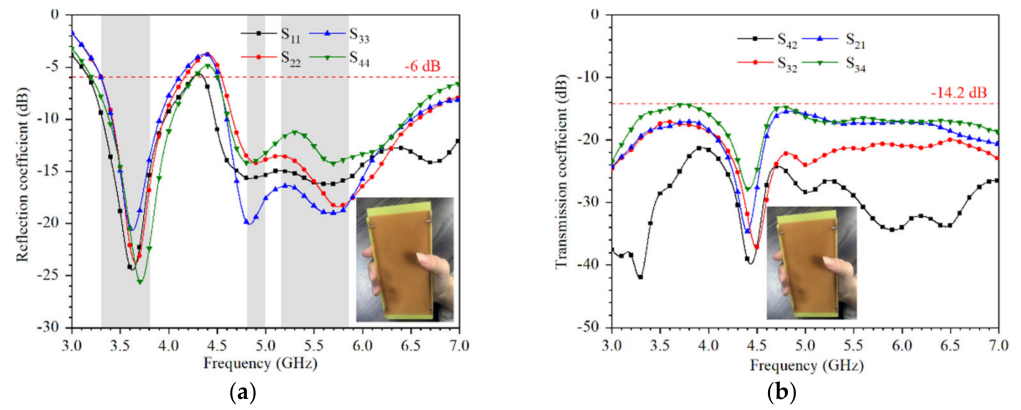 0
-5
-10
-15
-20
-25
-30
3.0 3.5 4.0 4.5 5.0 5.5 6.0 6.5 7.0
Reflection coefficient (dB)
Frequency (GHz)
S11 S33
S22 S44
-6 dB
(a)
0
-10
-20
-30
-40
-50
3.0 3.5 4.0 4.5 5.0 5.5 6.0 6.5 7.0
Transmission coefficient (dB)
Frequency (GHz)
S42 S21
S32 S34
-14.2 dB
(b)